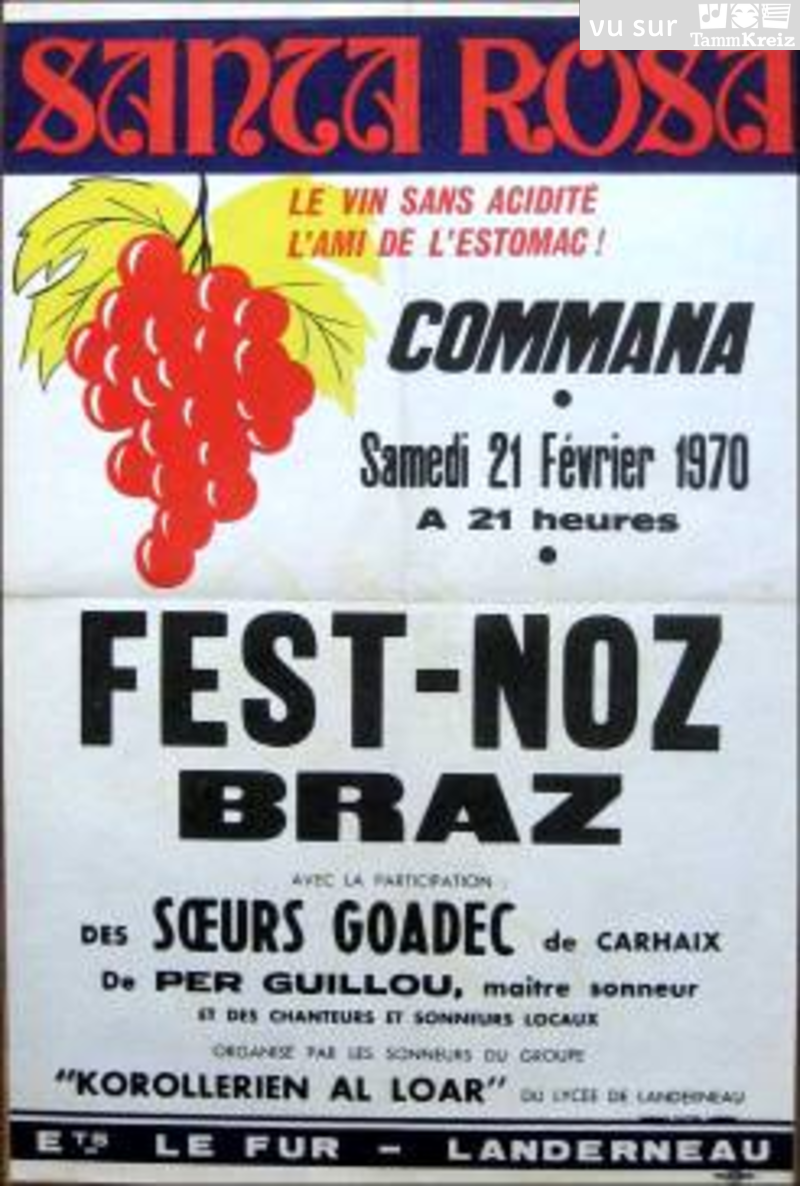 vu sur
TammKreiz
SANTA ROSA
LE VIN SANS ACIDITÉ
L'AMI DE L'ESTOMAC !
COMMANA
•
Samedi 21 Février 1970
A 21 heures
•
FEST-NOZ
BRAZ
AVEC LA PARTICIPATION :
DES SŒURS GOADEC de CARHAIX
De PER GUILLOU, maitre sonneur
ET DES CHANTEURS ET SONNEURS LOCAUX
ORGANISE PAR LES SONNEURS DU GROUPE
"KOROLLERIEN AL LOAR" DU LYCÉE DE LANDERNEAU
ETS LE FUR - LANDERNEAU